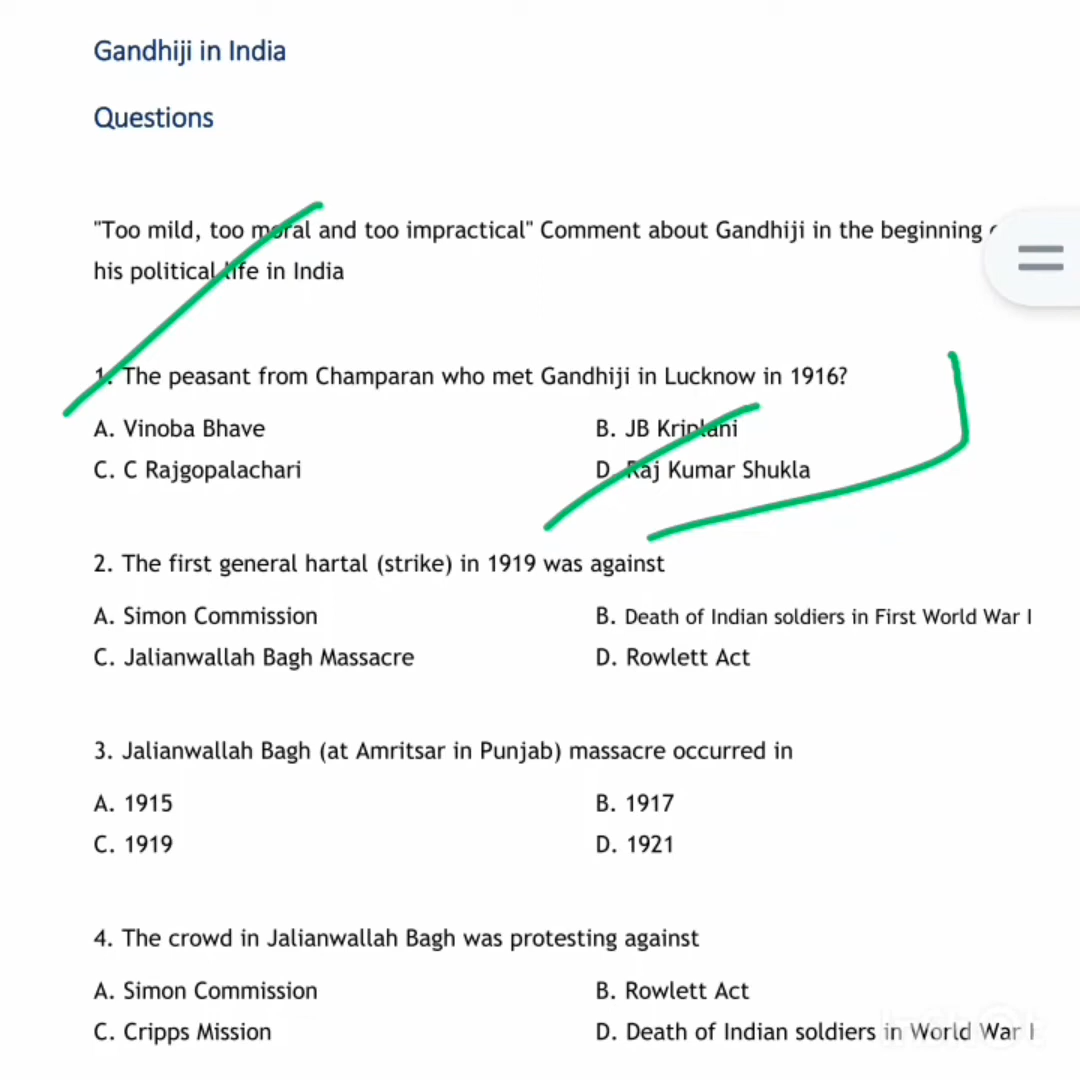 Gandhiji in India
Questions
"Too mild, too moral and too impractical" Comment about Gandhiji in the beginning
his political life in India
1. The peasant from Champaran who met Gandhiji in Lucknow in 1916?
A. Vinoba Bhave B. JB Kriplani
C. C Rajgopalachari D. Raj Kumar Shukla
2. The first general hartal (strike) in 1919 was against
A. Simon Commission B. Death of Indian soldiers in First World War I
C. Jalianwallah Bagh Massacre D. Rowlett Act
3. Jalianwallah Bagh (at Amritsar in Punjab) massacre occurred in
A. 1915 B. 1917
C. 1919 D. 1921
4. The crowd in Jalianwallah Bagh was protesting against
A. Simon Commission B. Rowlett Act
C. Cripps Mission D. Death of Indian soldiers in World War I